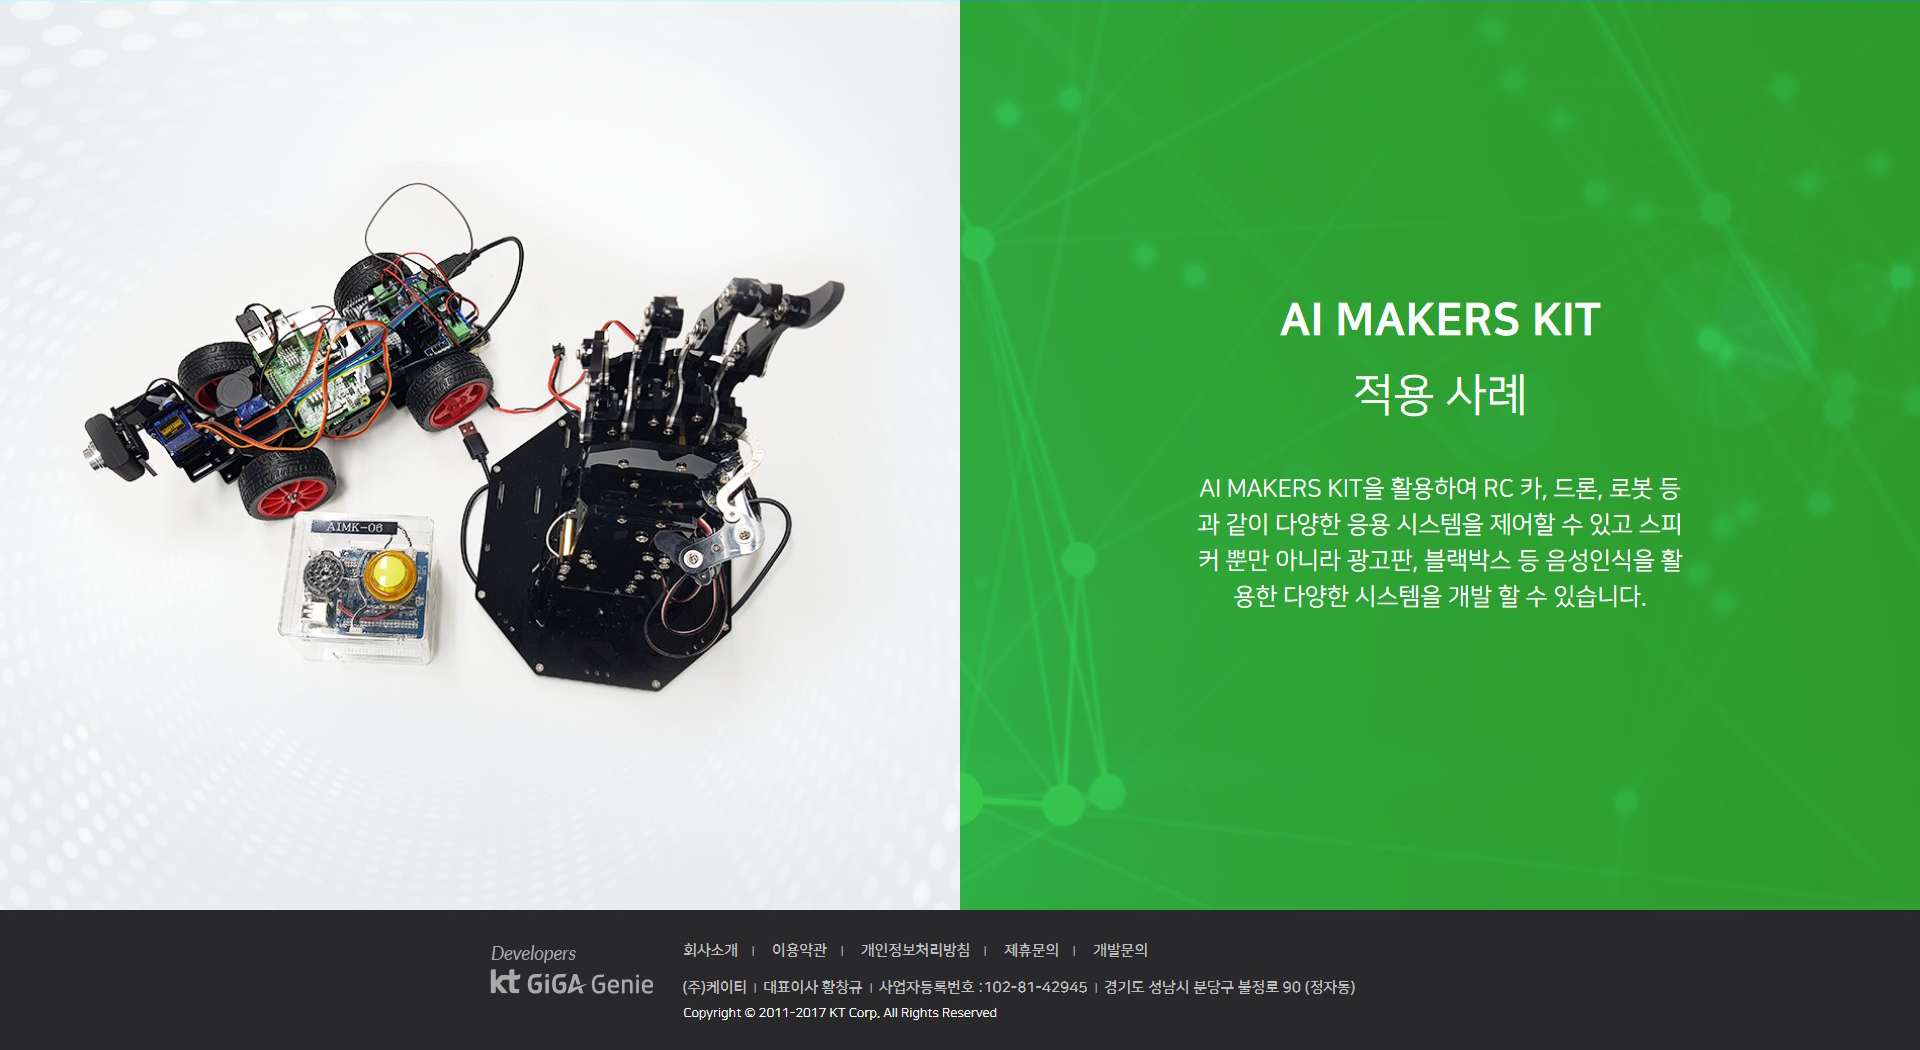 AI MAKERS KIT
적용 사례
AI MAKERS KIT을 활용하여 RC 카, 드론, 로봇 등
과 같이 다양한 응용 시스템을 제어할 수 있고 스피
커 뿐만 아니라 광고판, 블랙박스 등 음성인식을 활
용한 다양한 시스템을 개발 할 수 있습니다.
AIMK-06
Developers
kt GiGA Genie
회사소개 | 이용약관 | 개인정보처리방침 | 제휴문의 | 개발문의
(주)케이티 | 대표이사 황창규 | 사업자등록번호 :102-81-42945 | 경기도 성남시 분당구 불정로 90 (정자동)
Copyright © 2011-2017 KT Corp. All Rights Reserved